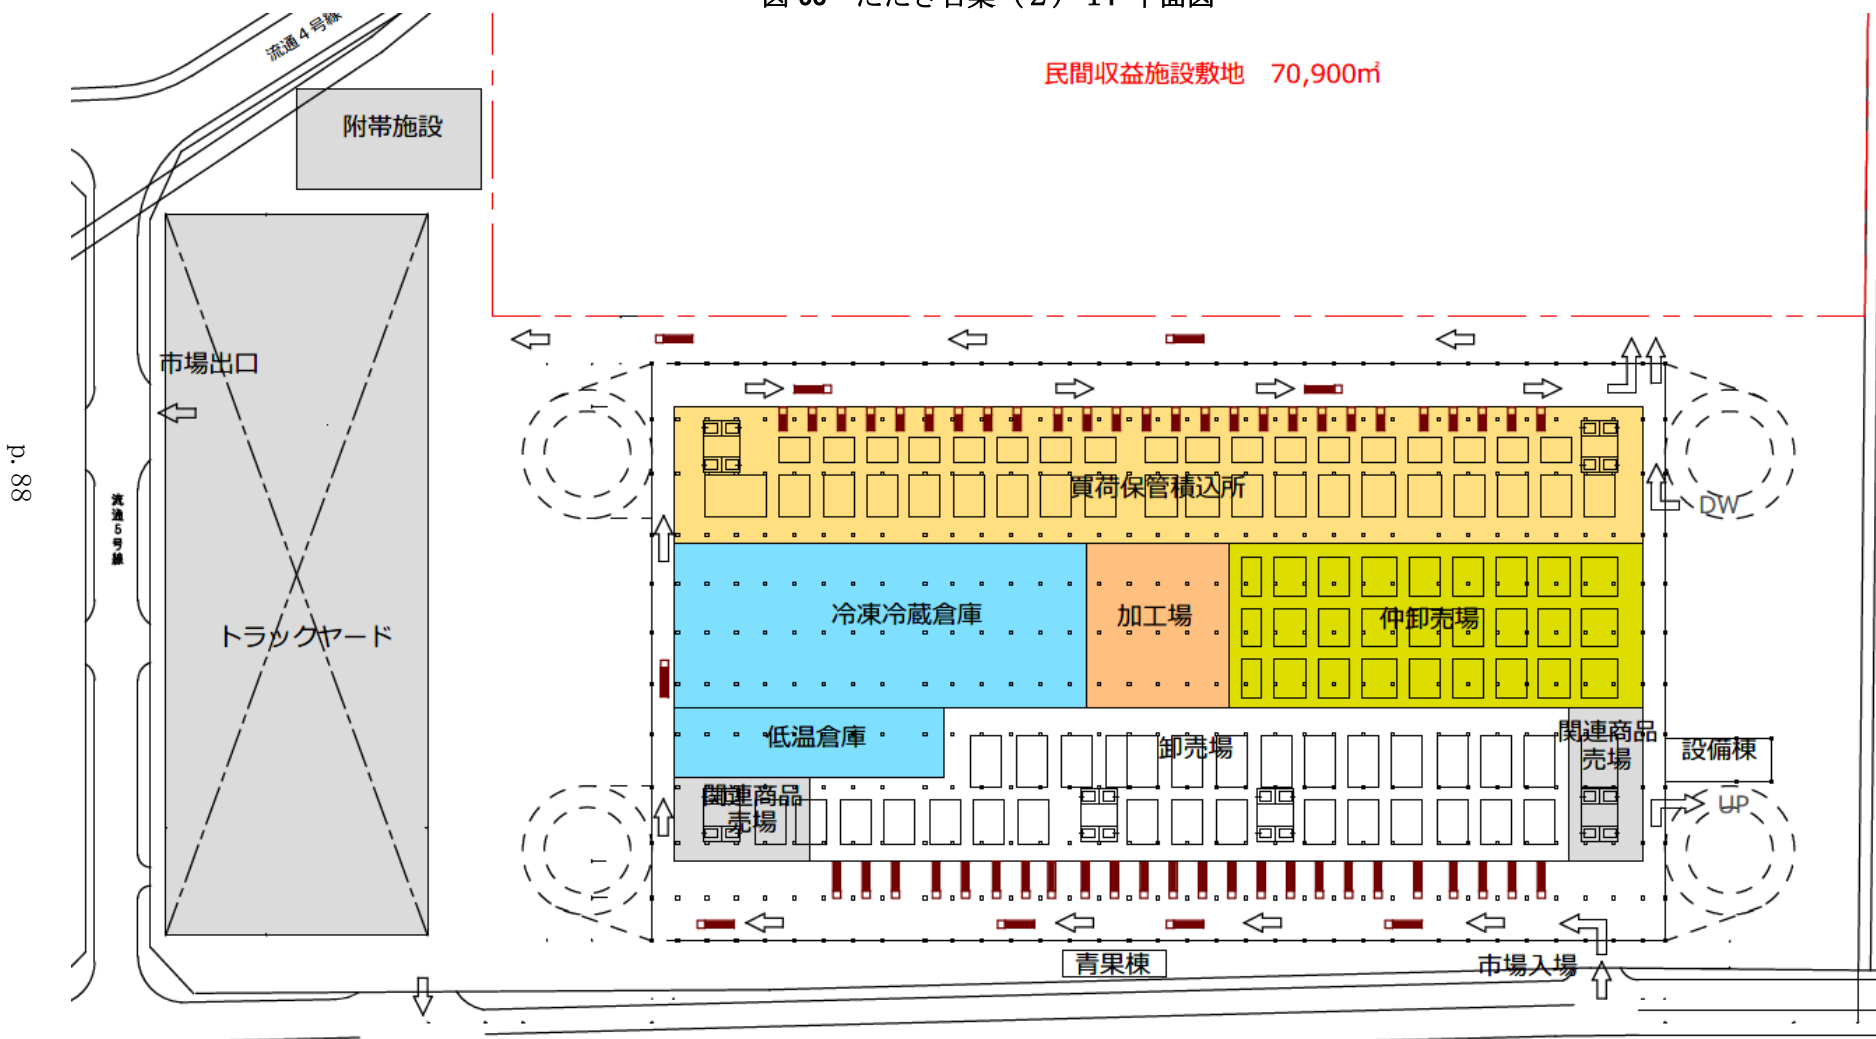 流通４号線
民間収益施設敷地　70,900㎡
附帯施設
市場出口
p. 88
流通５号線
トラックヤード
買荷保管積込所
DW
冷凍冷蔵倉庫
加工場
仲卸売場
低温倉庫
卸売場
関連商品
売場
設備棟
関連商品
売場
UP
青果棟
市場入場